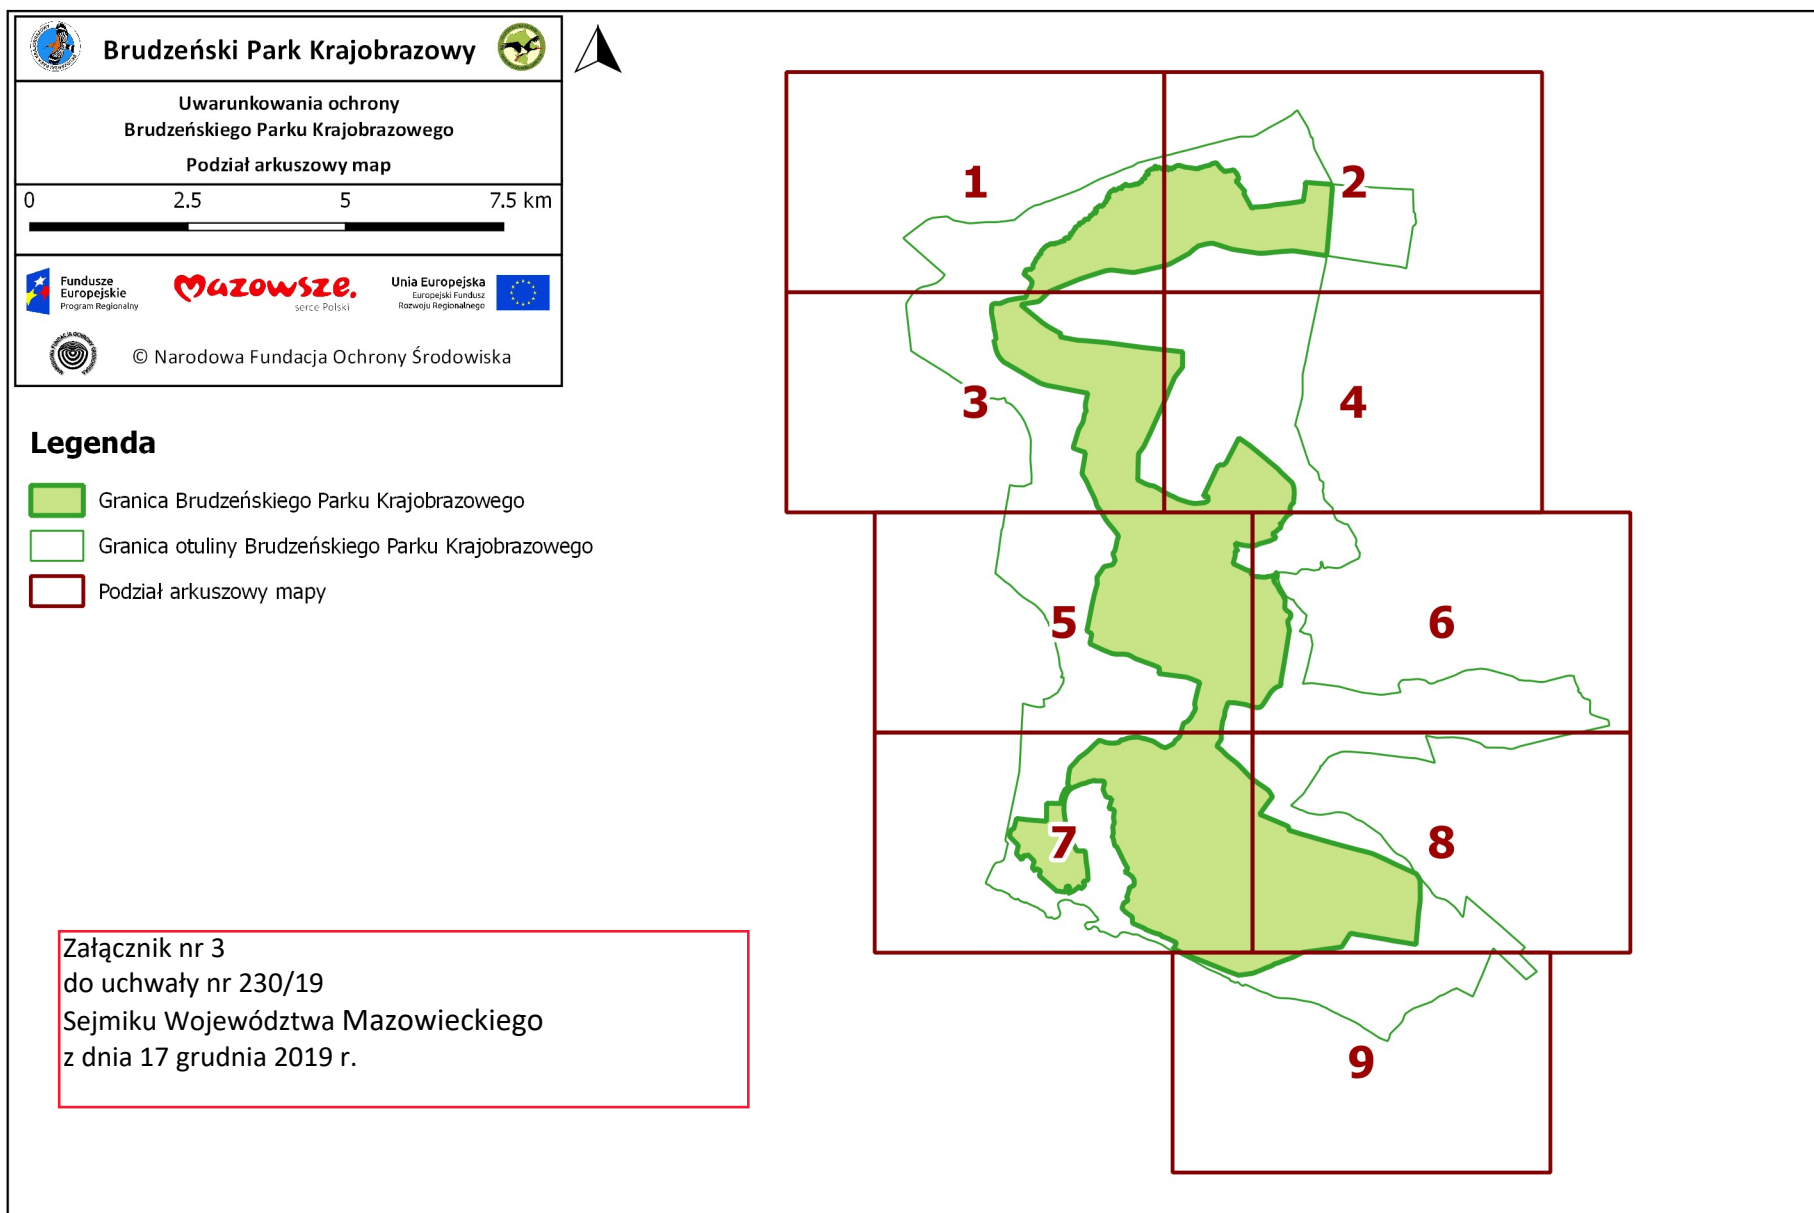 Brudzeński Park Krajobrazowy
Uwarunkowania ochrony
Brudzeńskiego Parku Krajobrazowego
Podział arkuszowy map
0 2.5 5 7.5 km
Fundusze
Europejskie
Program Regionalny
Mazowsze.
serce Polski
Unia Europejska
Europejski Fundusz
Rozwoju Regionalnego
© Narodowa Fundacja Ochrony Środowiska
Legenda
Granica Brudzeńskiego Parku Krajobrazowego
Granica otuliny Brudzeńskiego Parku Krajobrazowego
Podział arkuszowy mapy
Załącznik nr 3
do uchwały nr 230/19
Sejmiku Województwa Mazowieckiego
z dnia 17 grudnia 2019 r.
1
2
3
4
5
6
7
8
9